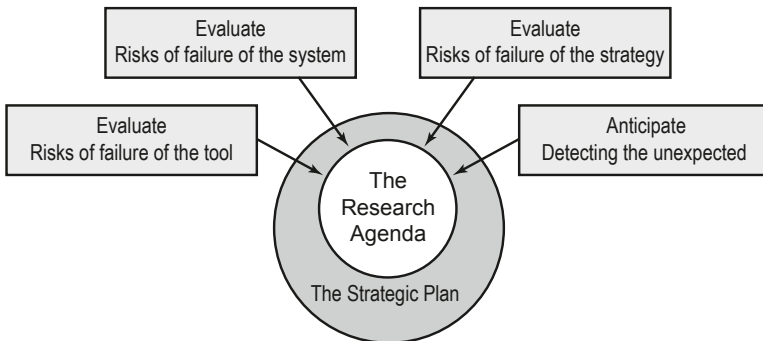 Evaluate
Risks of failure of the system
Evaluate
Risks of failure of the strategy
Evaluate
Risks of failure of the tool
Anticipate
Detecting the unexpected
The
Research
Agenda
The Strategic Plan